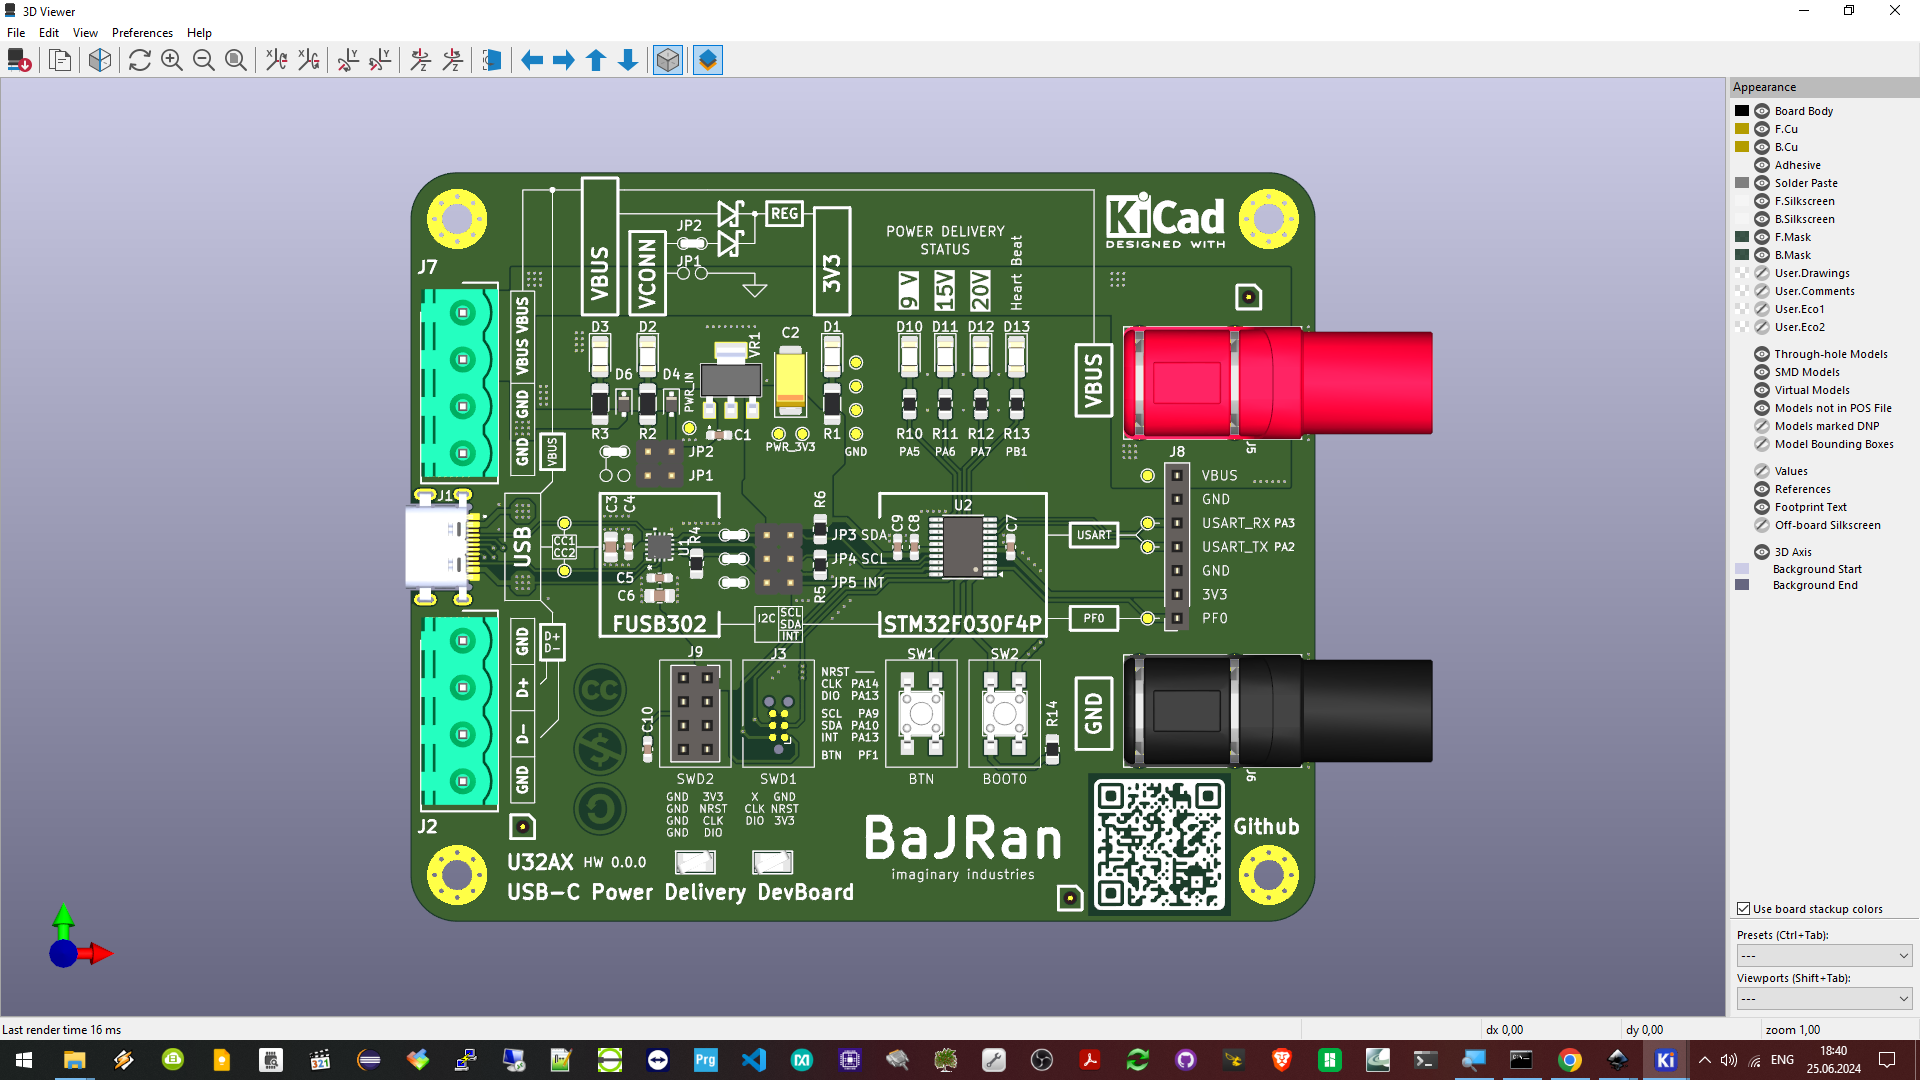 3D Viewer
File Edit View Preferences Help
J7
VBUS
VCONN
JP2
JP1
REG
3V3
POWER DELIVERY
STATUS
9 V
15V
20V
Heart Beat
KiCad
DESIGNED WITH
VBUS VBUS
GND GND
VBUS
D3 D2 D6 D4
PWR_IN
VR1
C2
D1
D10 D11 D12 D13
R3 R2 C1
PWR_3V3
R1
GND
R10 R11 R12 R13
PA5 PA6 PA7 PB1
JP2
JP1
VBUS
J5
J8
VBUS
GND
USART_RX PA3
USART_TX PA2
GND
3V3
PF0
J1
USB
CC1
CC2
C3 C4
U1
R4
C5
C6
FUSB302
R6
JP3 SDA
JP4 SCL
JP5 INT
R5
I2C
SCL
SDA
INT
U2
C9 C8
C7
STM32F030F4P
USART
PF0
GND D+ D- GND
D+
D-
J2
J9
C10
SWD2
GND 3V3
GND NRST
GND CLK
GND DIO
J3
SWD1
X GND
CLK NRST
DIO 3V3
NRST
CLK PA14
DIO PA13
SCL PA9
SDA PA10
INT PA13
BTN PF1
SW1
BTN
SW2
BOOT0
R14
GND
J6
U32AX HW 0.0.0
USB-C Power Delivery DevBoard
BaJRan
imaginary industries
Github
Appearance
Board Body
F.Cu
B.Cu
Adhesive
Solder Paste
F.Silkscreen
B.Silkscreen
F.Mask
B.Mask
User.Drawings
User.Comments
User.Eco1
User.Eco2
Through-hole Models
SMD Models
Virtual Models
Models not in POS File
Models marked DNP
Model Bounding Boxes
Values
References
Footprint Text
Off-board Silkscreen
3D Axis
Background Start
Background End
Use board stackup colors
Presets (Ctrl+Tab):
---
Viewports (Shift+Tab):
---
Last render time 16 ms
dx 0,00
dy 0,00
zoom 1,00
321
Prg
Ki
ENG
18:40
25.06.2024